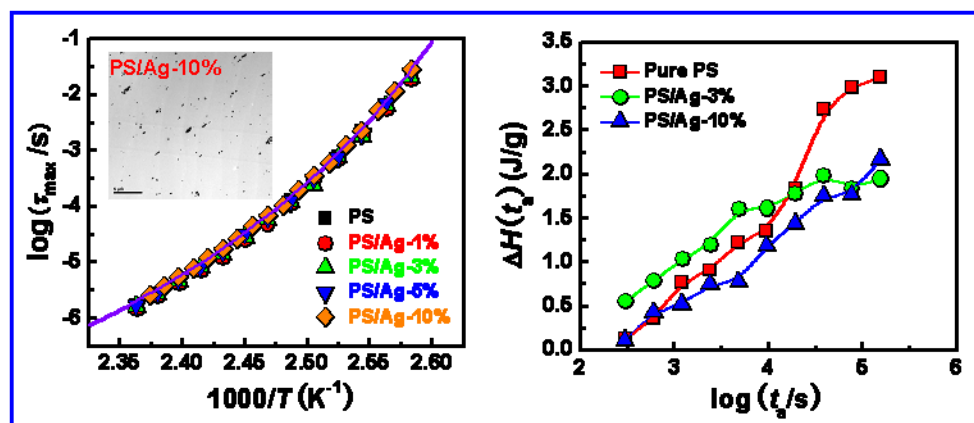 -1
-2
-3
-4
-5
-6
log(τmax/s)
PS/Ag-10%
PS
PS/Ag-1%
PS/Ag-3%
PS/Ag-5%
PS/Ag-10%
2.35 2.40 2.45 2.50 2.55 2.60
1000/T (K-1)
3.5
3.0
2.5
2.0
1.5
1.0
0.5
0.0
ΔH(ta) (J/g)
Pure PS
PS/Ag-3%
PS/Ag-10%
2 3 4 5 6
log (ta/s)